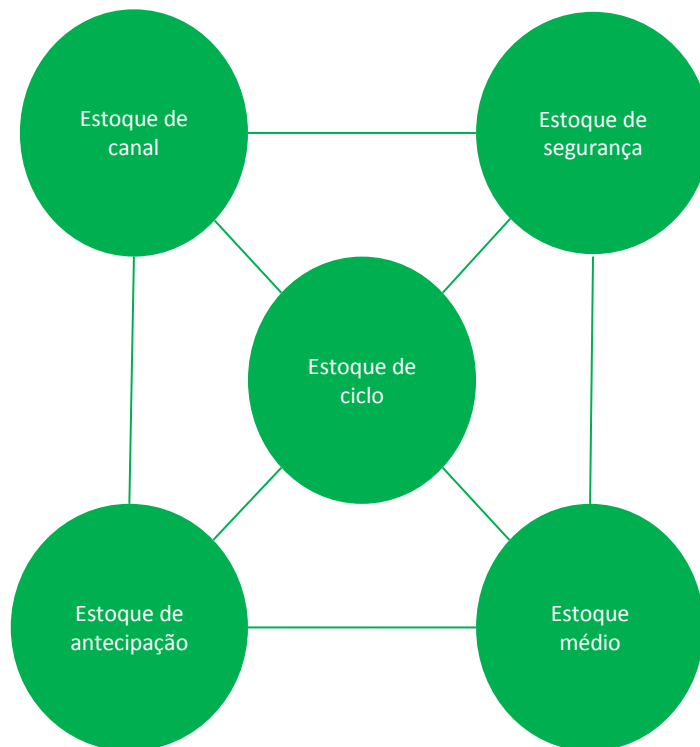 Estoque de
canal
Estoque de
segurança
Estoque de
ciclo
Estoque de
antecipação
Estoque
médio